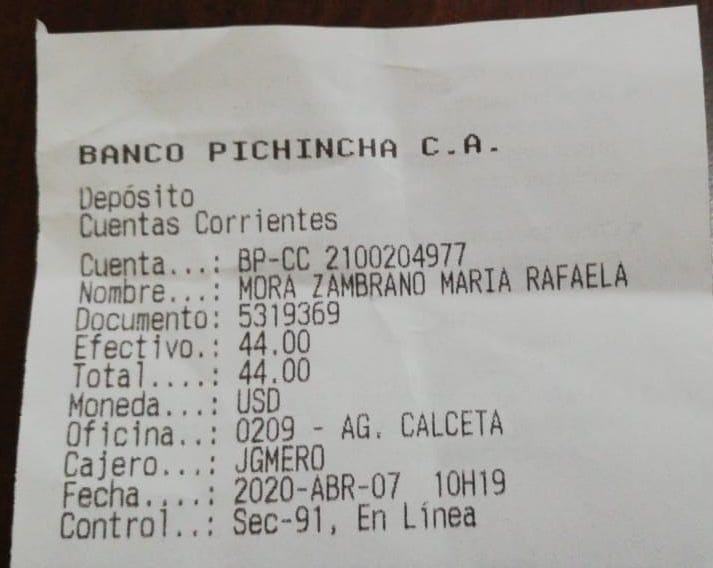 BANCO PICHINCHA C.A.
Depósito
Cuentas Corrientes
Cuenta...: BP-CC 2100204977
Nombre...: MORA ZAMBRANO MARIA RAFAELA
Documento: 5319369
Efectivo.: 44.00
Total....: 44.00
Moneda...: USD
Oficina..: 0209 - AG. CALCETA
Cajero...: JGMERO
Fecha....: 2020-ABR-07 10H19
Control..: Sec-91, En Línea